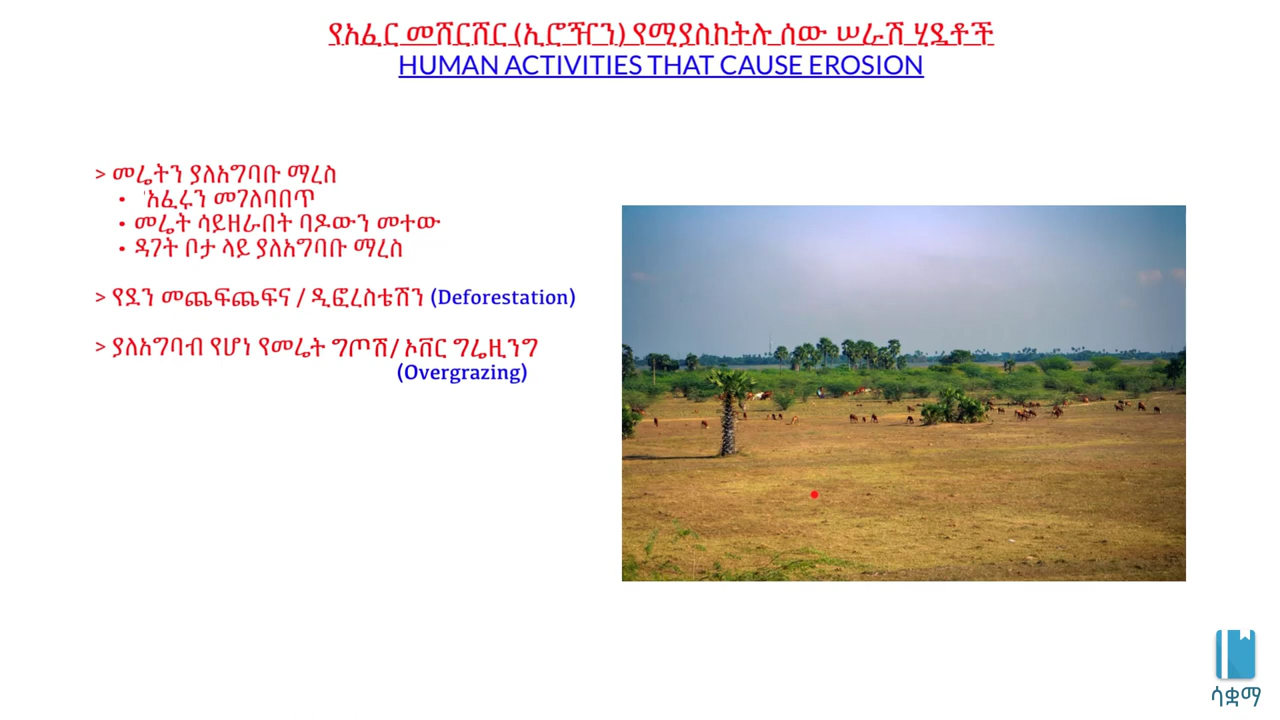 የአፈር መሸርሸር (ኢሮዥን) የሚያስከትሉ ሰው ሠራሽ ሂደቶች
HUMAN ACTIVITIES THAT CAUSE EROSION
> መሬትን ያለአግባቡ ማረስ
• አፈሩን መገለባበጥ
• መሬት ሳይዘራበት ባዶውን መተው
• ዳገት ቦታ ላይ ያለአግባቡ ማረስ
> የደን መጨፍጨፍና / ዲፎረስቴሽን (Deforestation)
> ያለአግባብ የሆነ የመሬት ግጦሽ/ ኦቨር ግሬዚንግ
(Overgrazing)
ሳቋማ